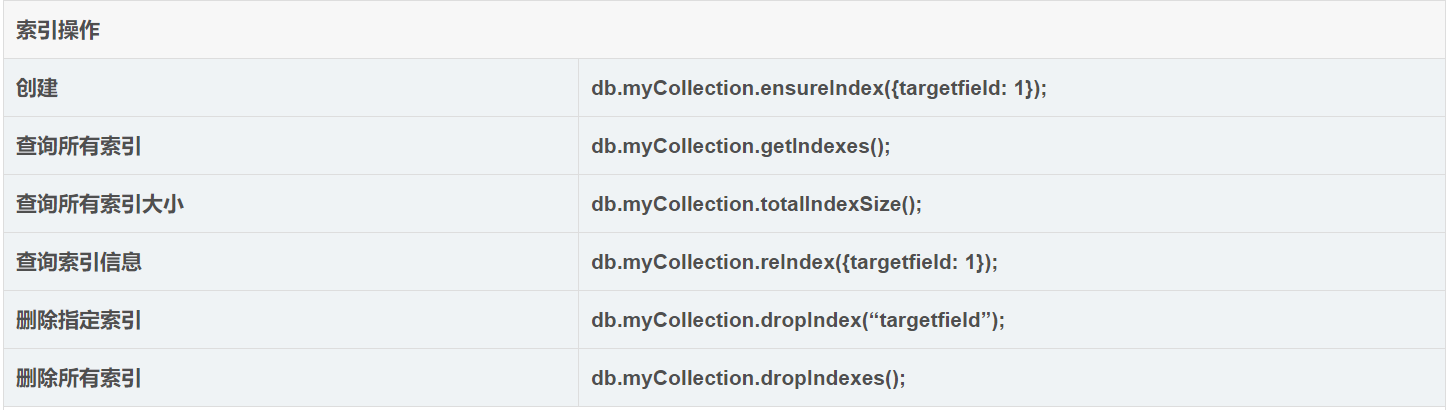 索引操作
创建 db.myCollection.ensureIndex({targetfield: 1});
查询所有索引 db.myCollection.getIndexes();
查询所有索引大小 db.myCollection.totalIndexSize();
查询索引信息 db.myCollection.reIndex({targetfield: 1});
删除指定索引 db.myCollection.dropIndex(“targetfield”);
删除所有索引 db.myCollection.dropIndexes();